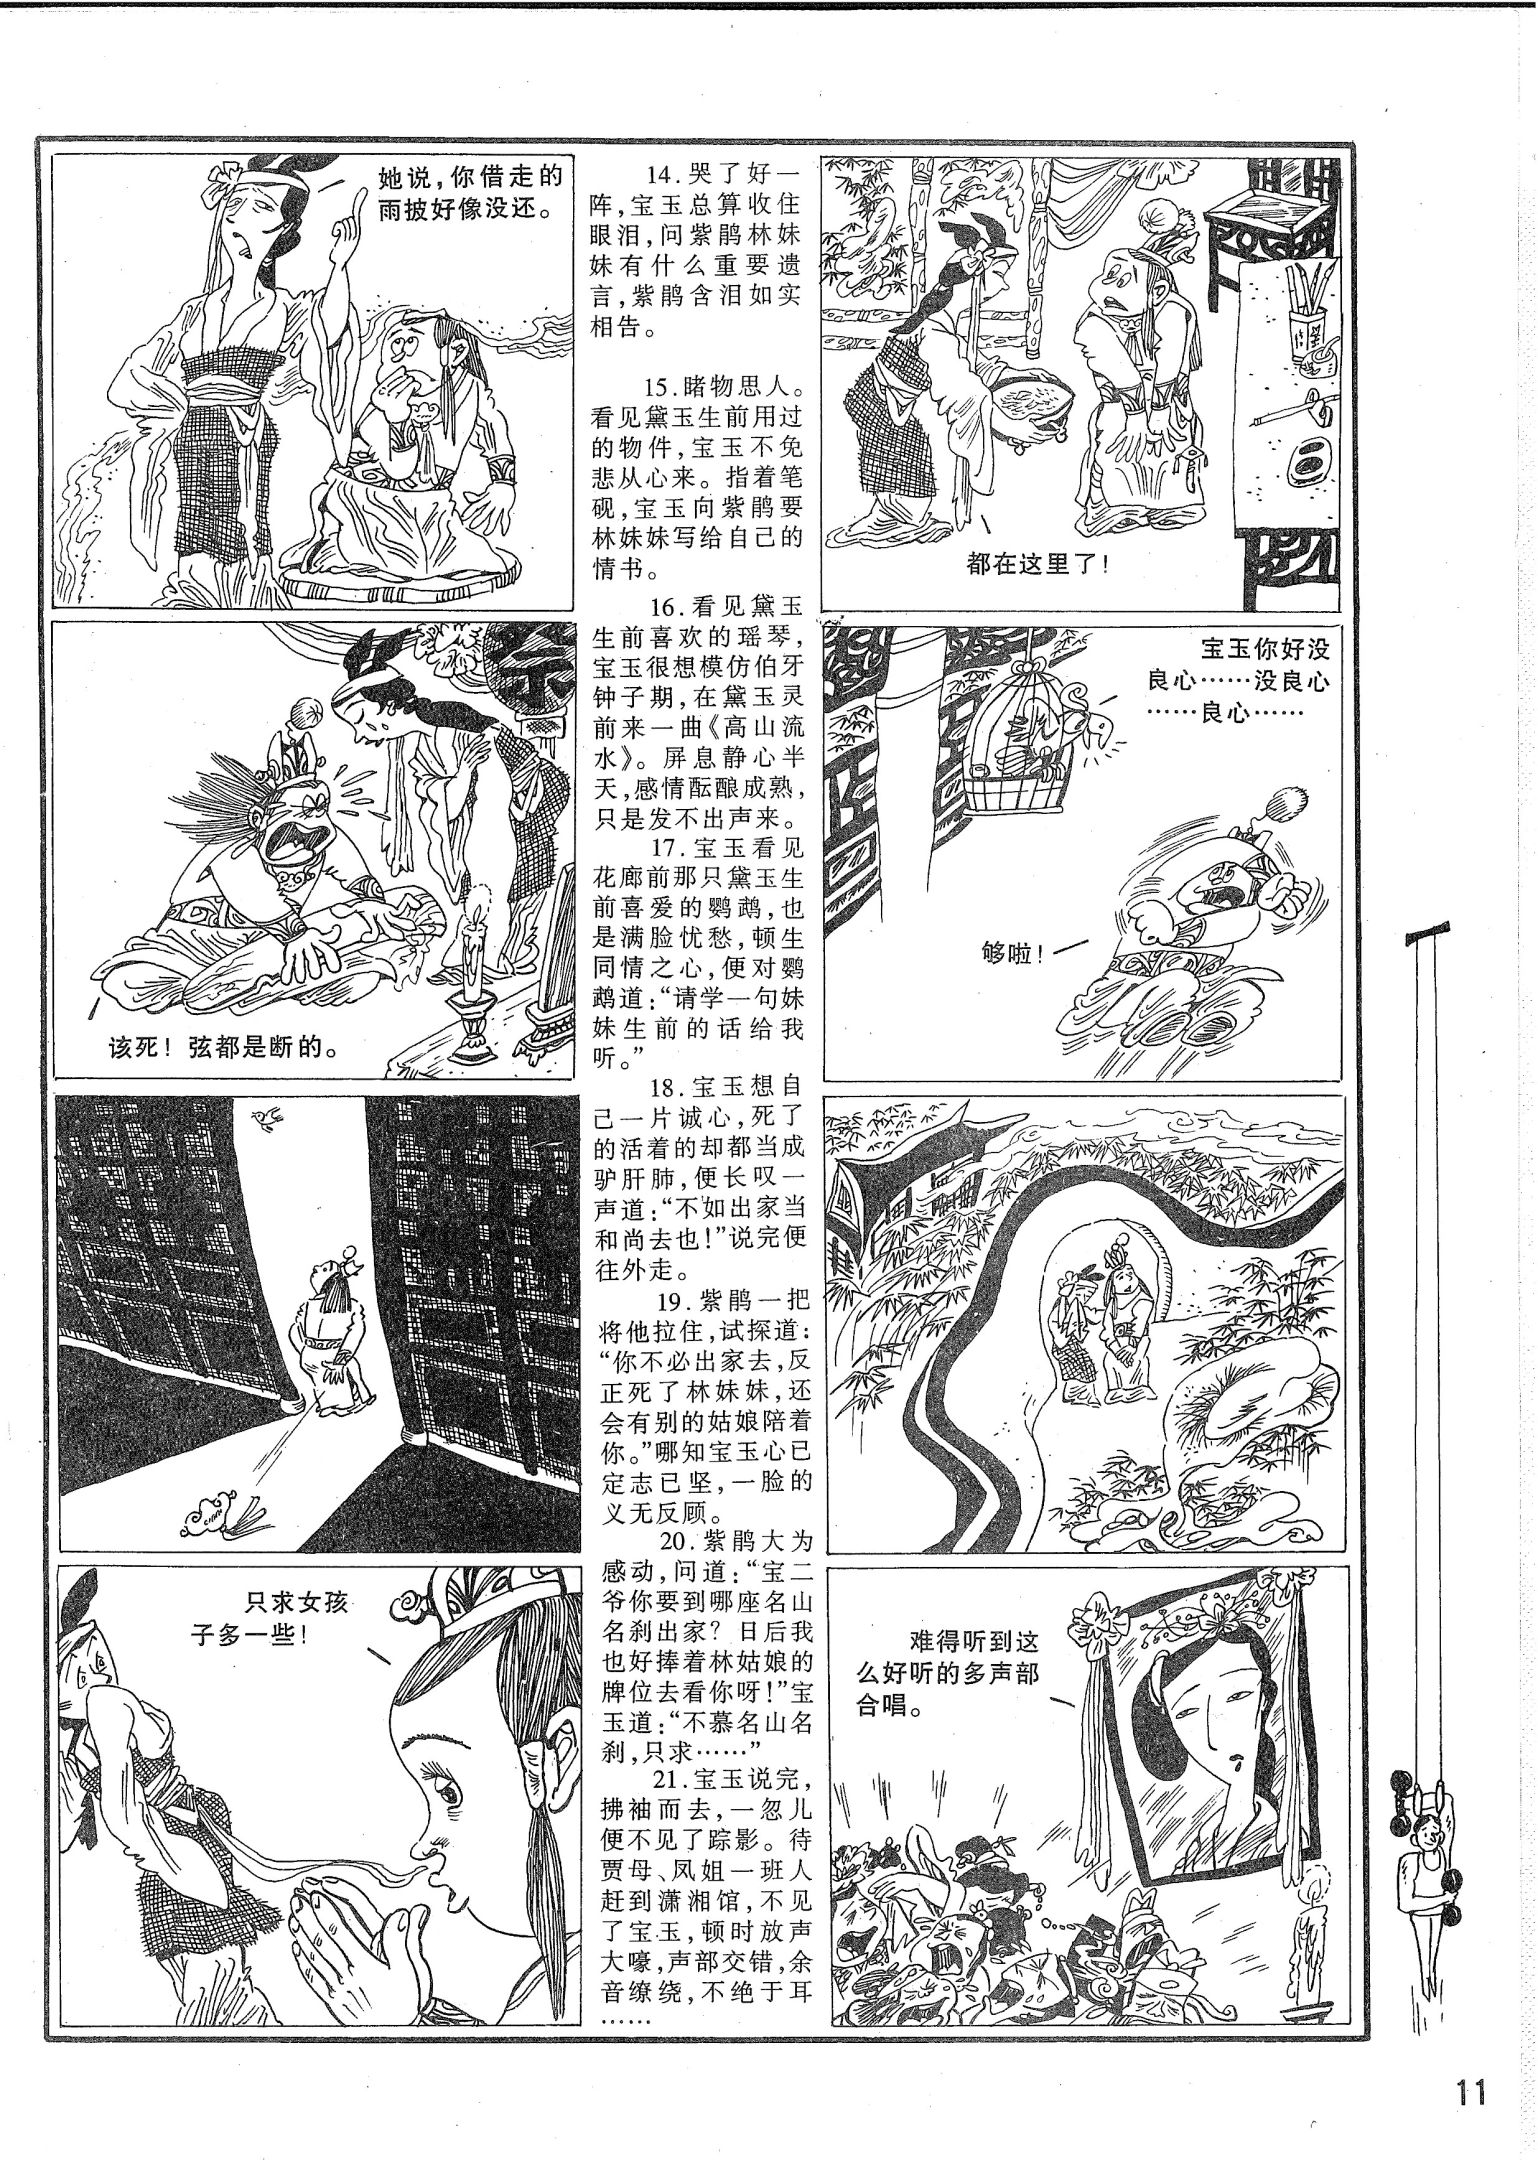 她说，你借走的
雨披好像没还。
14.哭了好一
阵，宝玉总算收住
眼泪，问紫鹃林妹
妹有什么重要遗
言，紫鹃含泪如实
相告。
15.睹物思人。
看见黛玉生前用过
的物件，宝玉不免
悲从心来。指着笔
砚，宝玉向紫鹃要
林妹妹写给自己的
情书。
都在这里了！
该死！弦都是断的。
16.看见黛玉
生前喜欢的瑶琴，
宝玉很想模仿伯牙
钟子期，在黛玉灵
前来一曲《高山流
水》。屏息静心半
天，感情酝酿成熟，
只是发不出声来。
17.宝玉看见
花廊前那只黛玉生
前喜爱的鹦鹉，也
是满脸忧愁，顿生
同情之心，便对鹦
鹉道：“请学一句妹
妹生前的话给我
听。”
宝玉你好没
良心……没良心
……良心……
够啦！
18.宝玉想自
己一片诚心，死了
的活着的却都当成
驴肝肺，便长叹一
声道：“不如出家当
和尚去也！”说完便
往外走。
19.紫鹃一把
将他拉住，试探道：
“你不必出家去，反
正死了林妹妹，还
会有别的姑娘陪着
你。”哪知宝玉心已
定志已坚，一脸的
义无反顾。
只求女孩
子多一些！
20.紫鹃大为
感动，问道：“宝二
爷你要到哪座名山
名刹出家？日后我
也好捧着林姑娘的
牌位去看你呀！”宝
玉道：“不慕名山名
刹，只求……”
21.宝玉说完，
拂袖而去，一忽儿
便不见了踪影。待
贾母、凤姐一班人
赶到潇湘馆，不见
了宝玉，顿时放声
大嚎，声部交错，余
音缭绕，不绝于耳
……
难得听到这
么好听的多声部
合唱。
11